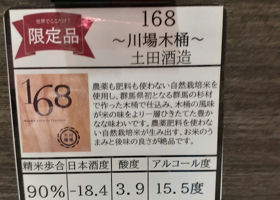 世界でここだけ?
限定品
168
～川場木桶～
土田酒造
168
農薬も肥料も使わない自然栽培米を
使用し、群馬県初となる群馬の杉材
で作った木桶で仕込み、木桶の風味
が米の味をより一層ひきたてた豊か
なな味わいです。農薬肥料を使わな
い自然栽培米が生み出す、お米のう
まみと後味の良さが絶品です。
精米歩合 日本酒度 酸度 アルコール度
90% -18.4 3.9 15.5度